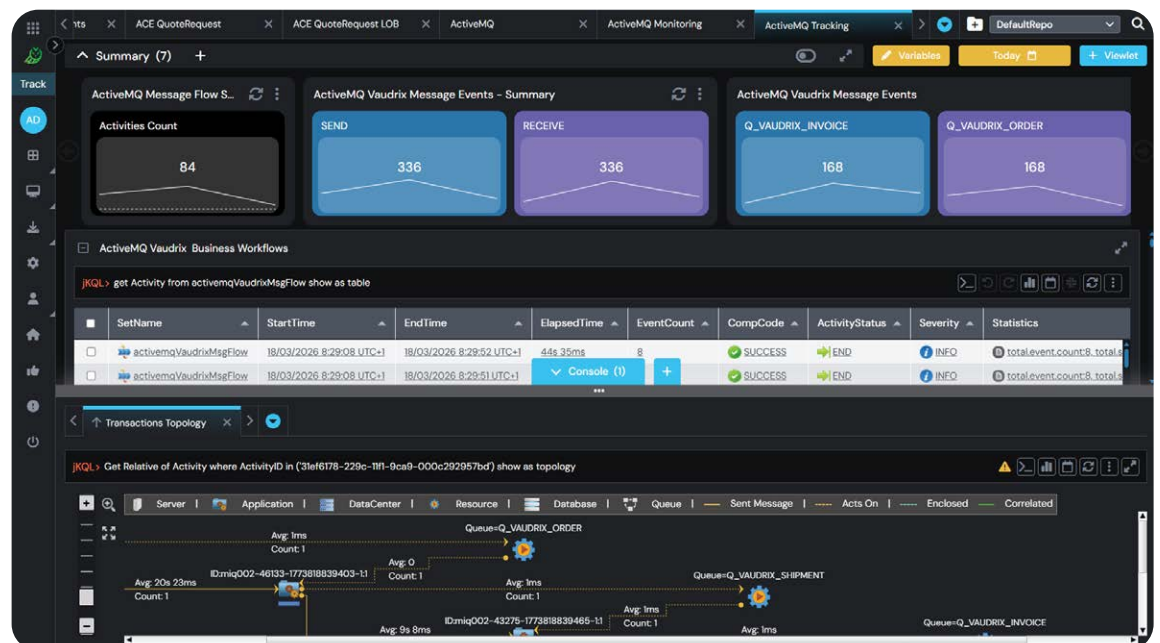 nts
ACE QuoteRequest
ACE QuoteRequest LOB
ActiveMQ
ActiveMQ Monitoring
ActiveMQ Tracking
DefaultRepo
Summary (7)
Variables
Today
+ Viewlet
Track
AD
ActiveMQ Message Flow S...
ActiveMQ Vaudrix Message Events - Summary
ActiveMQ Vaudrix Message Events
Activities Count
SEND
RECEIVE
Q_VAUDRIX_INVOICE
Q_VAUDRIX_ORDER
84
336
336
168
168
ActiveMQ Vaudrix Business Workflows
jKQL> get Activity from activemqVaudrixMsgFlow show as table
SetName StartTime EndTime ElapsedTime EventCount CompCode ActivityStatus Severity Statistics
activemqVaudrixMsgFlow 18/03/2026 8:29:08 UTC+1 18/03/2026 8:29:52 UTC+1 44s 35ms 8 SUCCESS END INFO total.event.count:8, total.s
activemqVaudrixMsgFlow 18/03/2026 8:29:08 UTC+1 18/03/2026 8:29:51 UTC+1 SUCCESS END INFO total.event.count:8, total.s
Console (1)
Transactions Topology
jKQL> Get Relative of Activity where ActivityID in ('31ef6178-229c-11f1-9ca9-000c292957bd') show as topology
Server | Application | DataCenter | Resource | Database | Queue | Sent Message | Acts On | Enclosed Correlated
Queue=Q_VAUDRIX_ORDER
Avg: 1ms
Count: 1
Avg: 0
Count: 1
ID:miq002-46133-1773818839403-1:1
Avg: 20s 23ms
Count: 1
Avg: 1ms
Count: 1
Queue=Q_VAUDRIX_SHIPMENT
Avg: 1ms
Count: 1
ID:miq002-43275-1773818839465-1:1
Avg: 9s 8ms
Avg: 1ms
Queue=Q_VAUDRIX_INVOICE